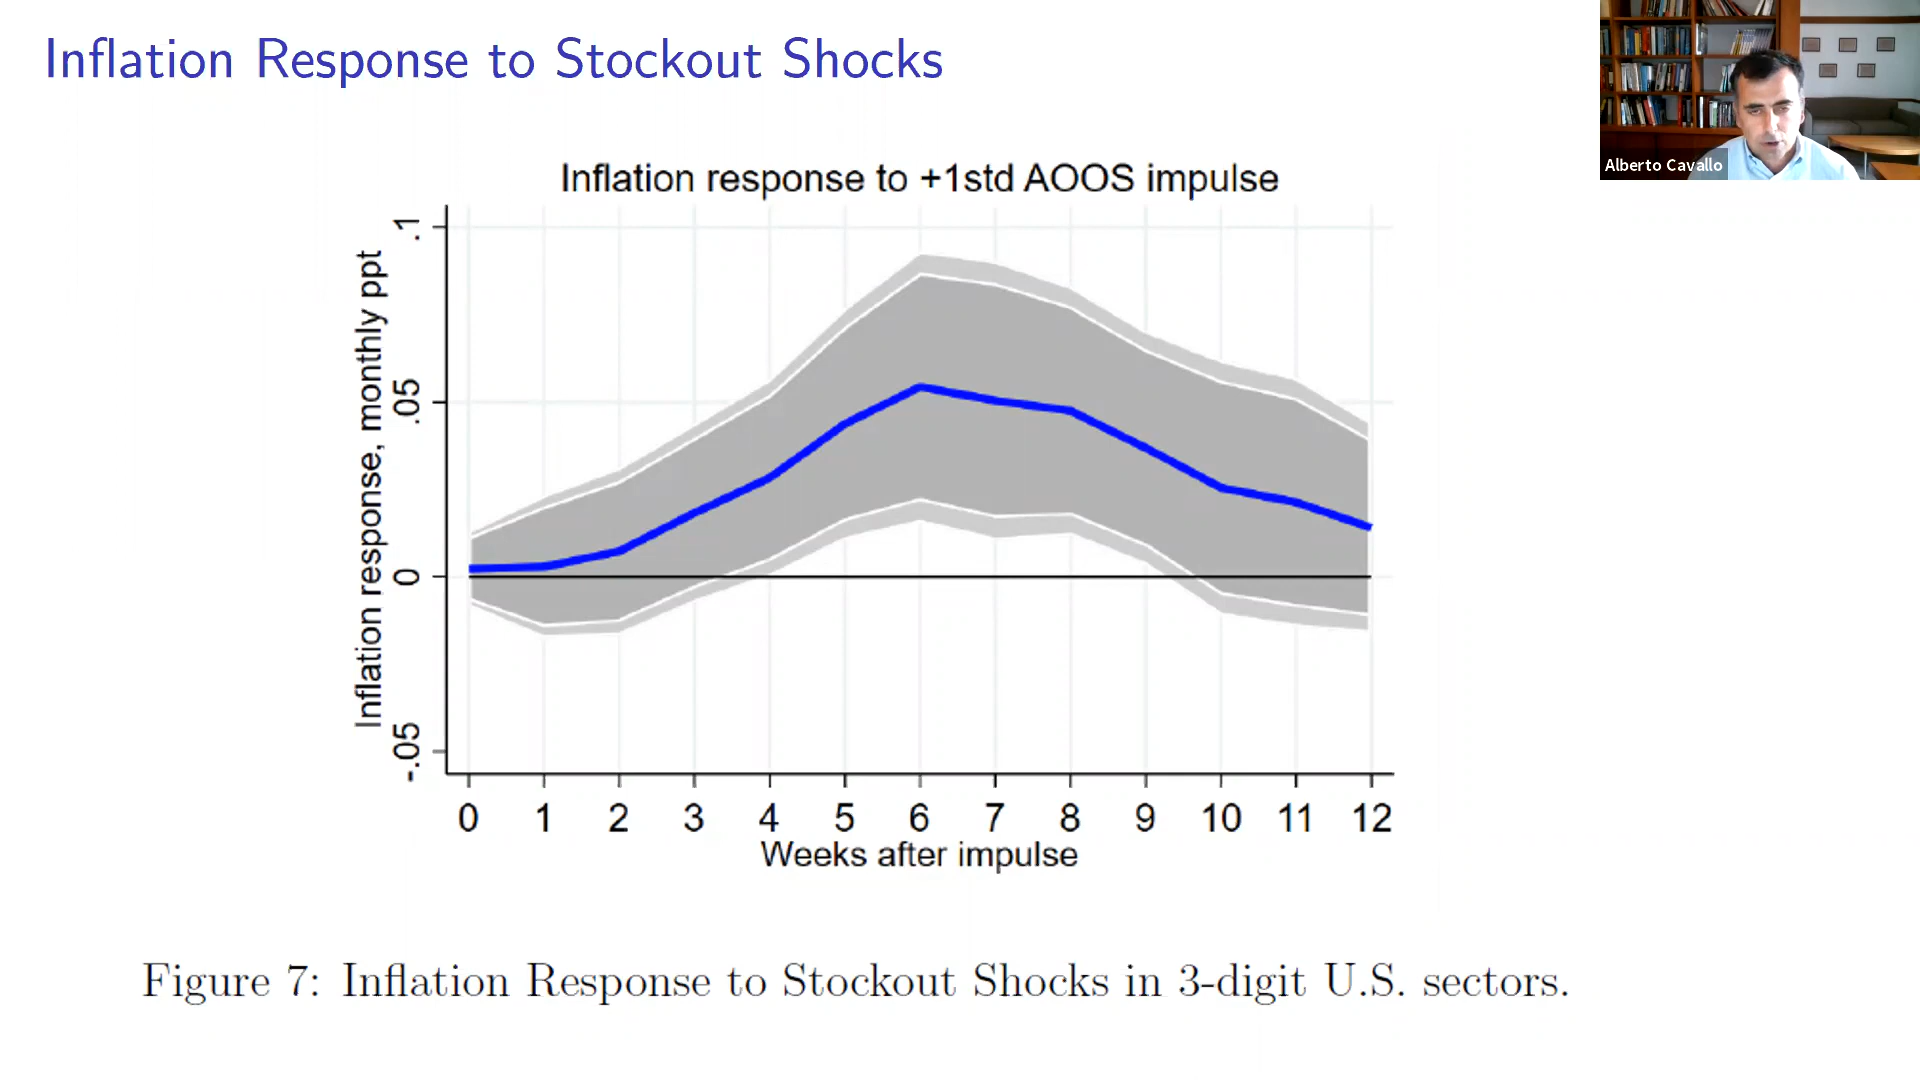 Inflation Response to Stockout Shocks
Alberto Cavallo
Inflation response to +1std AOOS impulse
Inflation response, monthly ppt
.1
.05
0
-.05
0 1 2 3 4 5 6 7 8 9 10 11 12
Weeks after impulse
Figure 7: Inflation Response to Stockout Shocks in 3-digit U.S. sectors.